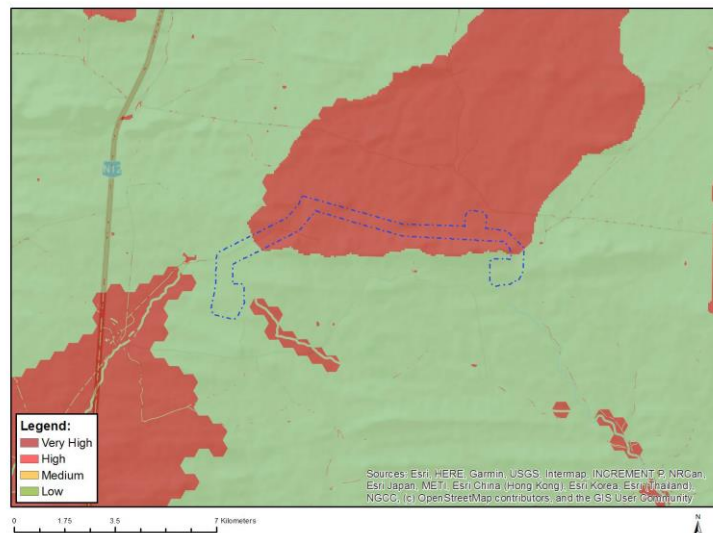 N12
Legend:
Very High
High
Medium
Low
Sources: Esri, HERE, Garmin, USGS, Intermap, INCREMENT P, NRCan,
Esri Japan, METI, Esri China (Hong Kong), Esri Korea, Esri (Thailand),
NGCC, (c) OpenStreetMap contributors, and the GIS User Community
0 1.75 3.5 7 Kilometers
N